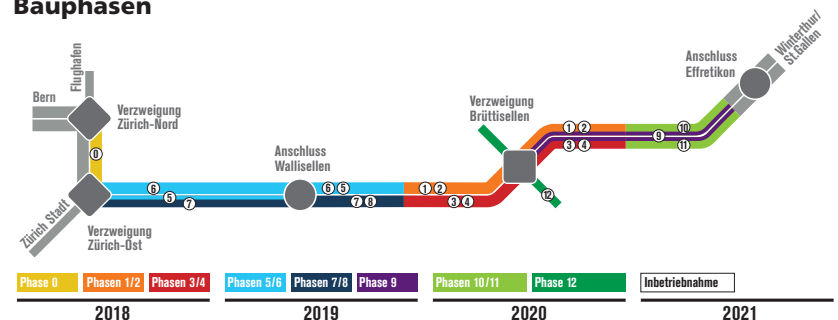 Bauphasen
Flughafen
Bern
Verzweigung
Zürich-Nord
0
Anschluss
Wallisellen
Verzweigung
Brüttisellen
Anschluss
Effretikon
Winterthur/
St.Gallen
1 2
3 4
9
10
11
12
6
5
7
6 5
7 8
1 2
3 4
Zürich Stadt
Verzweigung
Zürich-Ost
Phase 0 Phasen 1/2 Phasen 3/4 Phasen 5/6 Phasen 7/8 Phase 9 Phasen 10/11 Phase 12 Inbetriebnahme
2018 2019 2020 2021